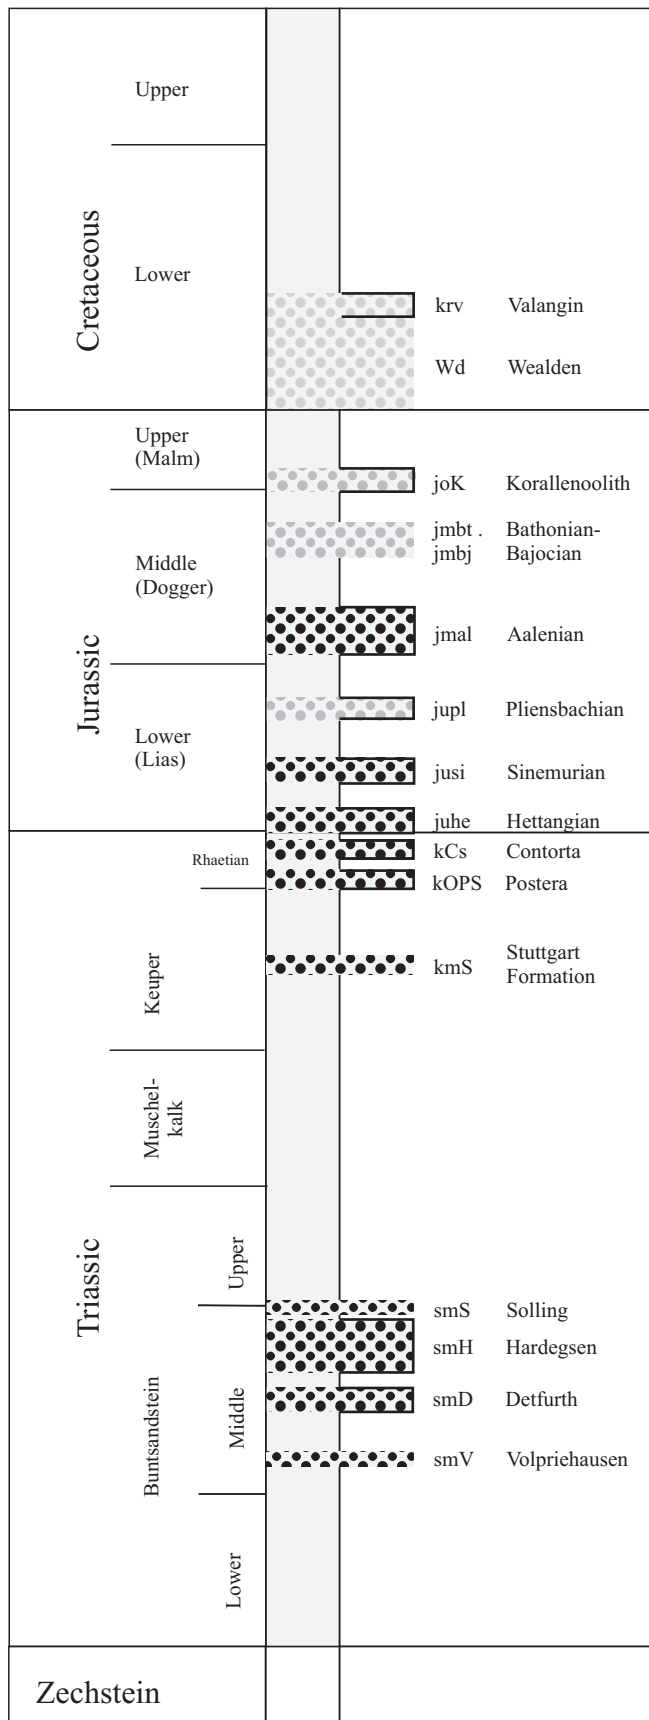 Upper
Cretaceous
Lower
krv Valangin
Wd Wealden
Upper
(Malm)
joK Korallenoolith
jmbt . Bathonian-
jmbj Bajocian
Middle
(Dogger)
jmal Aalenian
Jurassic
jupl Pliensbachian
Lower
(Lias)
jusi Sinemurian
juhe Hettangian
Rhaetian
kCs Contorta
kOPS Postera
Keuper
kmS Stuttgart
Formation
Muschel-
kalk
Triassic
Upper
smS Solling
smH Hardegsen
Buntsandstein
Middle
smD Detfurth
smV Volpriehausen
Lower
Zechstein